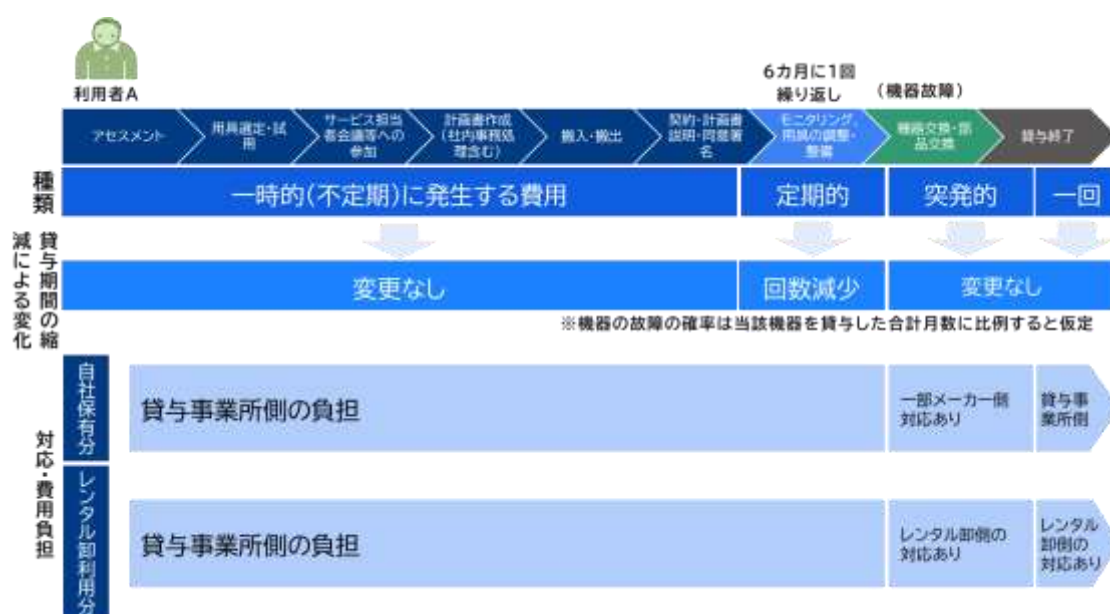 利用者A
6カ月に1回
繰り返し
(機器故障)
アセスメント
用具選定・試
用
サービス担当
者会議等への
参加
計画書作成
(社内事務処
理含む)
搬入・搬出
契約・計画書
説明・同意署
名
モニタリング、
用具の調整・
整備
機器交換・部
品交換
貸与終了
種類
一時的(不定期)に発生する費用
定期的
突発的
一回
貸与期間の縮
減による変化
変更なし
回数減少
変更なし
※機器の故障の確率は当該機器を貸与した合計月数に比例すると仮定
対応・費用負担
自社保有分
貸与事業所側の負担
一部メーカー側
対応あり
貸与事
業所側
レンタル卸利用分
貸与事業所側の負担
レンタル卸側の
対応あり
レンタル
卸側の
対応あり